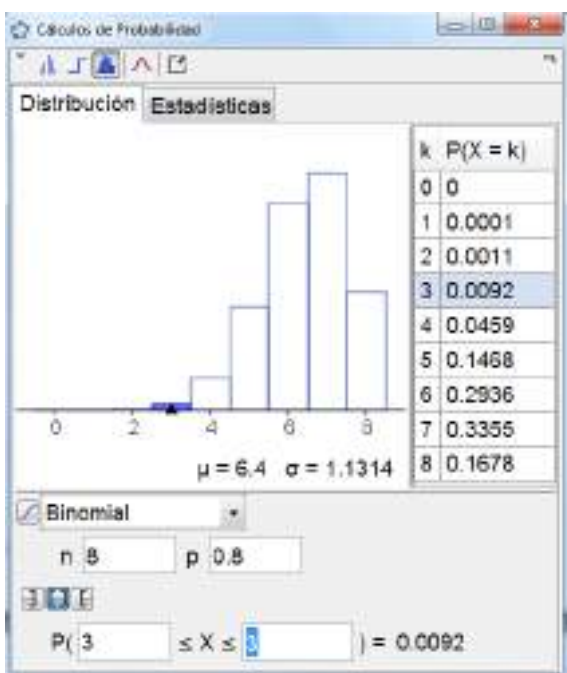 Cálculos de Probabilidad
Distribución Estadísticas
k P(X = k)
0 0
1 0.0001
2 0.0011
3 0.0092
4 0.0459
5 0.1468
6 0.2936
7 0.3355
8 0.1678
0 2 4 6 8
μ = 6.4 σ = 1.1314
Binomial
n 8 p 0.8
P( 3 ≤ X ≤ 3 ) = 0.0092